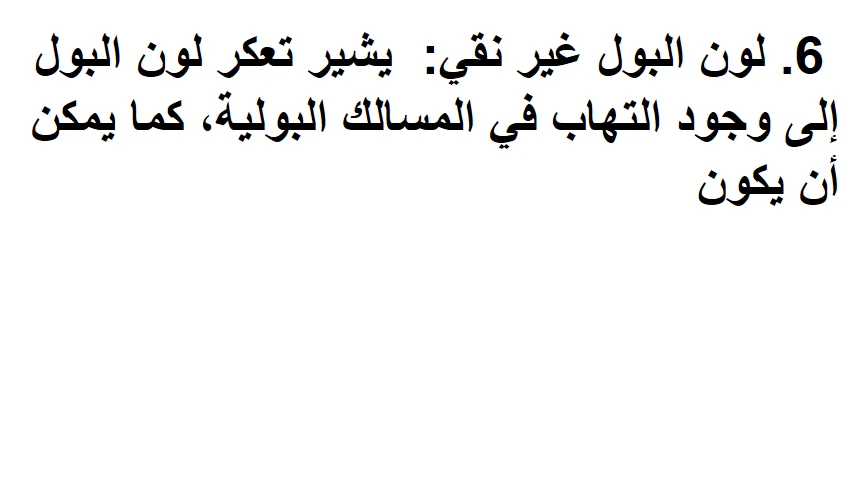 6. لون البول غير نقي: يشير تعكر لون البول
إلى وجود التهاب في المسالك البولية، كما يمكن
أن يكون